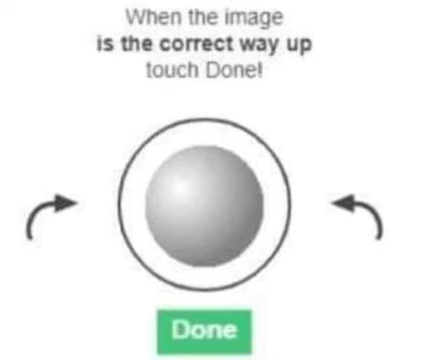 When the image
is the correct way up
touch Done!
Done